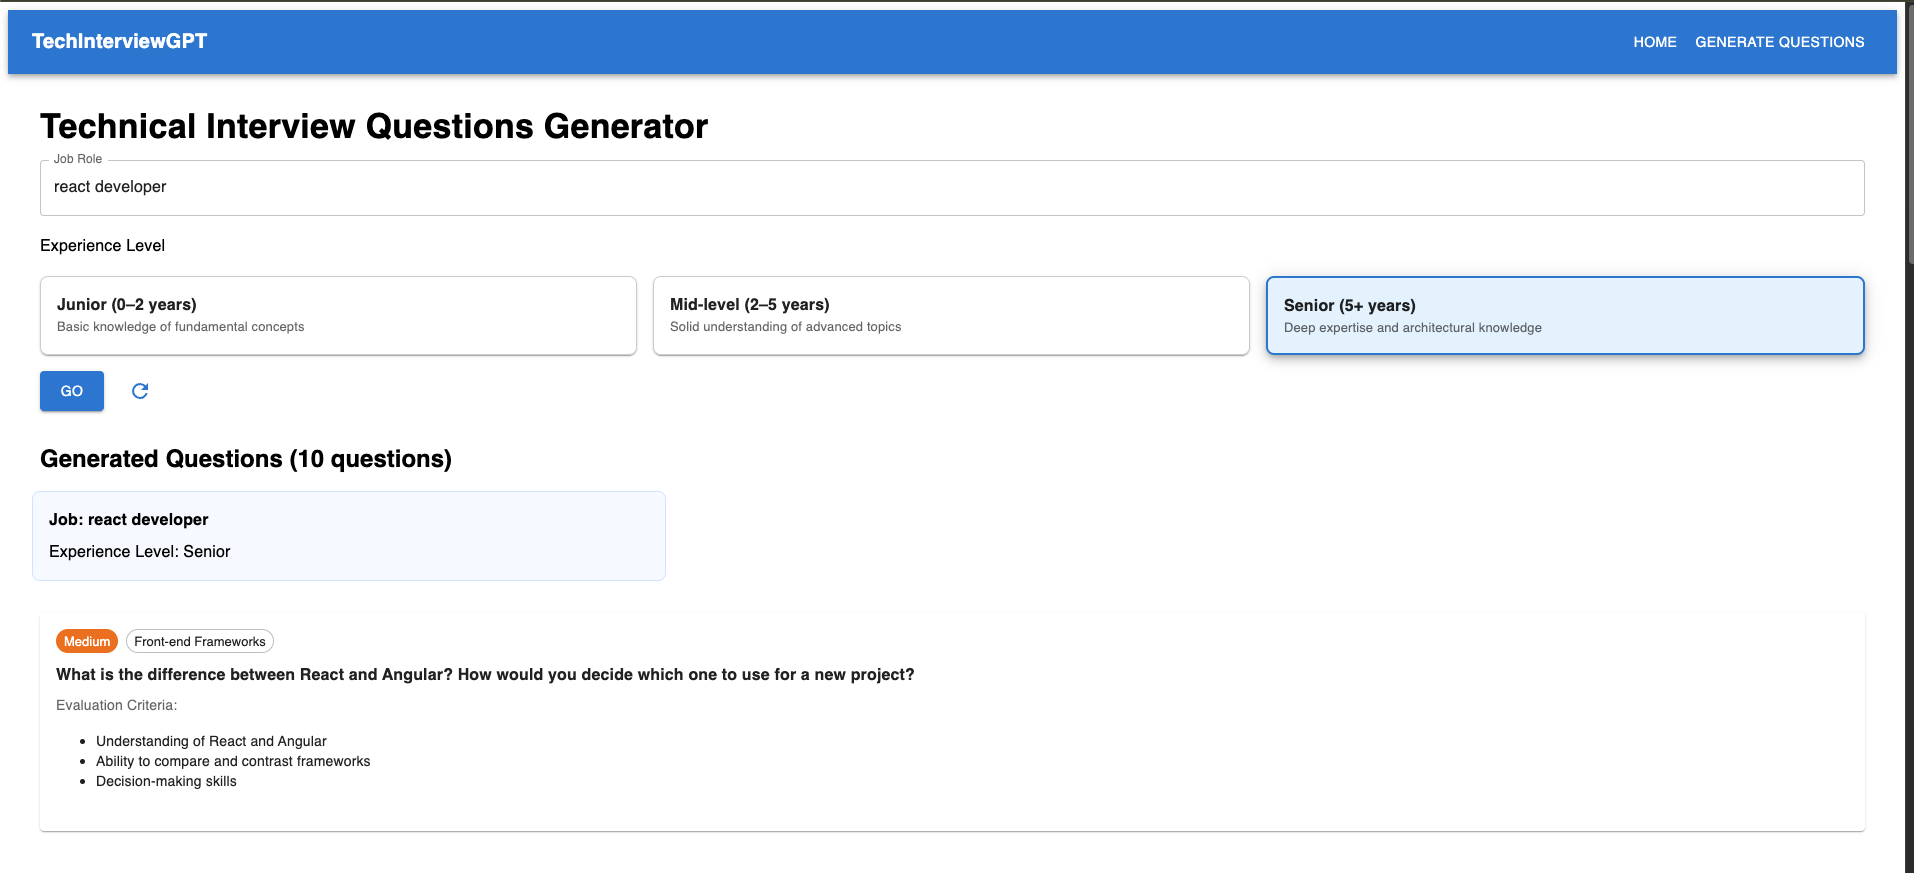 TechInterviewGPT
HOME GENERATE QUESTIONS
Technical Interview Questions Generator
Job Role
react developer
Experience Level
Junior (0–2 years)
Basic knowledge of fundamental concepts
Mid-level (2–5 years)
Solid understanding of advanced topics
Senior (5+ years)
Deep expertise and architectural knowledge
GO
Generated Questions (10 questions)
Job: react developer
Experience Level: Senior
Medium Front-end Frameworks
What is the difference between React and Angular? How would you decide which one to use for a new project?
Evaluation Criteria:
• Understanding of React and Angular
• Ability to compare and contrast frameworks
• Decision-making skills